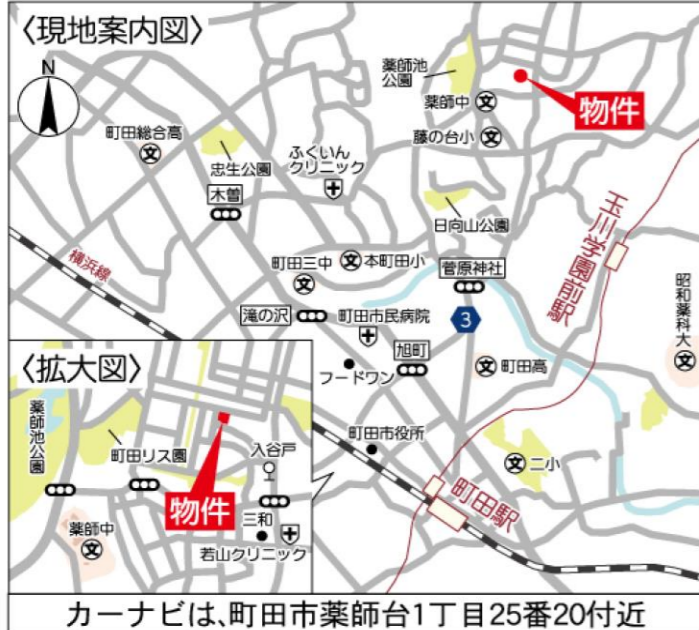 〈現地案内図〉
N
薬師池
公園
薬師中
物件
藤の台小
町田総合高
忠生公園
ふくいん
クリニック
木曽
日向山公園
玉川学園前駅
横浜線
町田三中
本町田小
菅原神社
昭和薬科大
滝の沢
町田市民病院
3
旭町
フードワン
町田高
町田市役所
二小
町田駅
〈拡大図〉
薬師池公園
町田リス園
入谷戸
物件
三和
薬師中
若山クリニック
カーナビは、町田市薬師台1丁目25番20付近